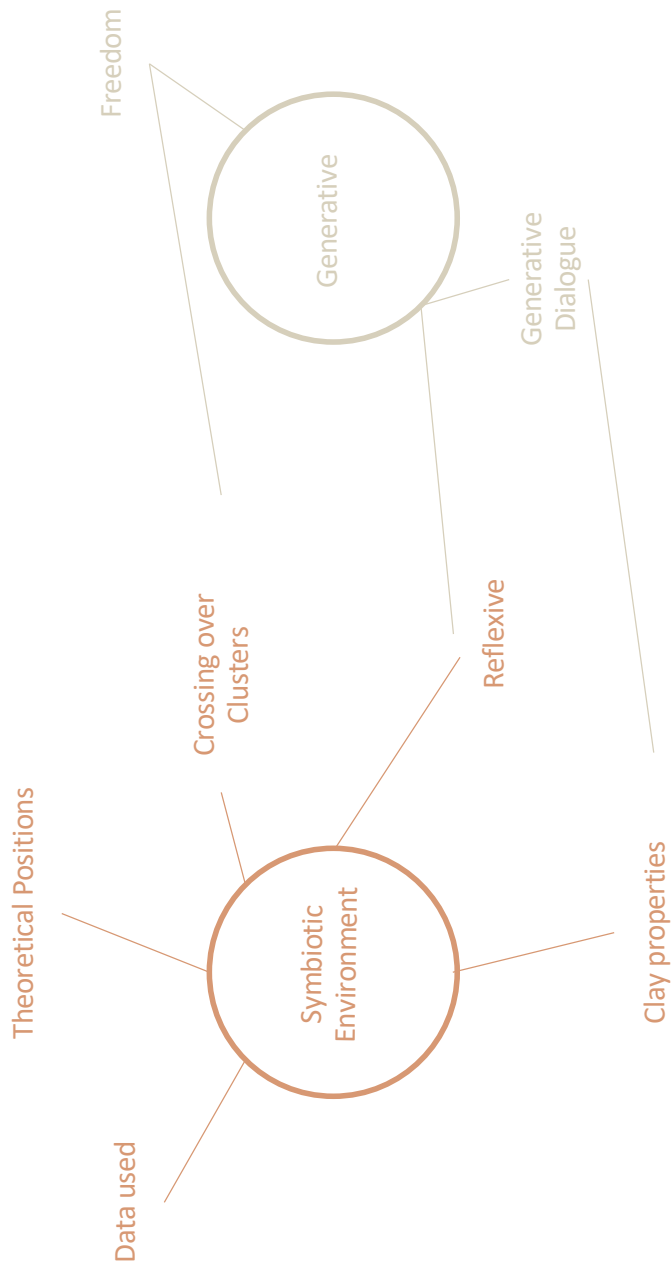 Theoretical Positions
Data used
Freedom
Crossing over
Clusters
Symbiotic
Environment
Generative
Reflexive
Generative
Dialogue
Clay properties